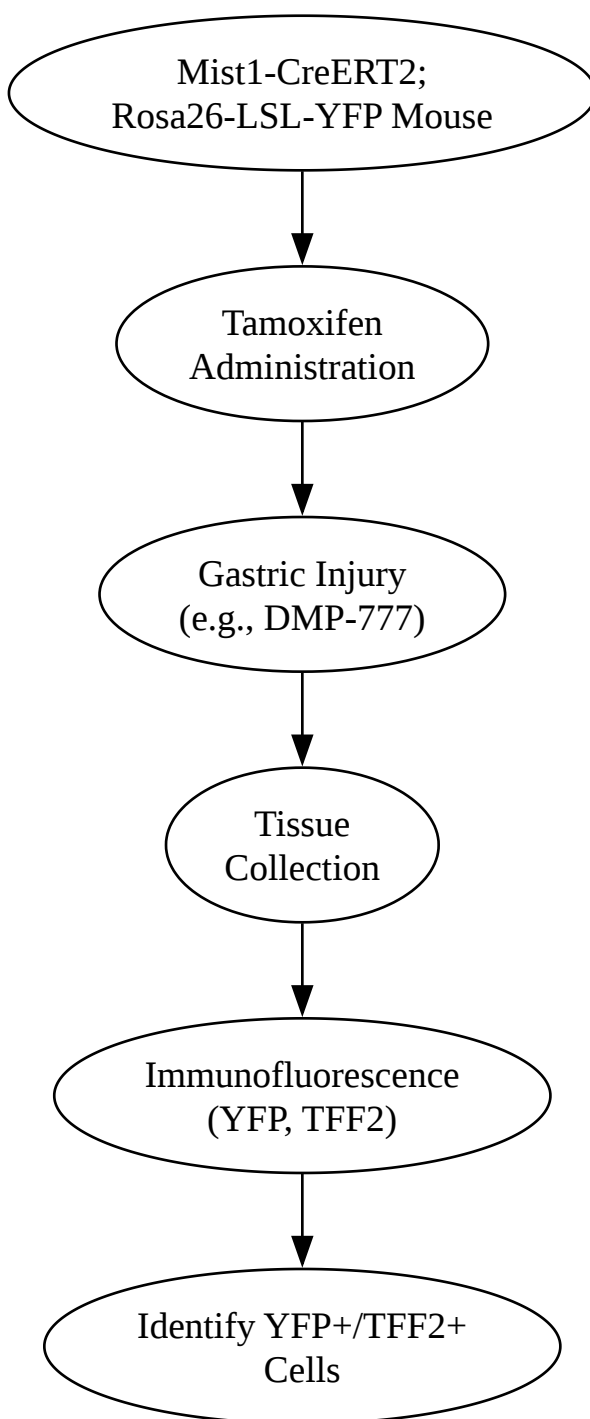 Mist1-CreERT2;
Rosa26-LSL-YFP Mouse
Tamoxifen
Administration
Gastric Injury
(e.g., DMP-777)
Tissue
Collection
Immunofluorescence
(YFP, TFF2)
Identify YFP+/TFF2+
Cells